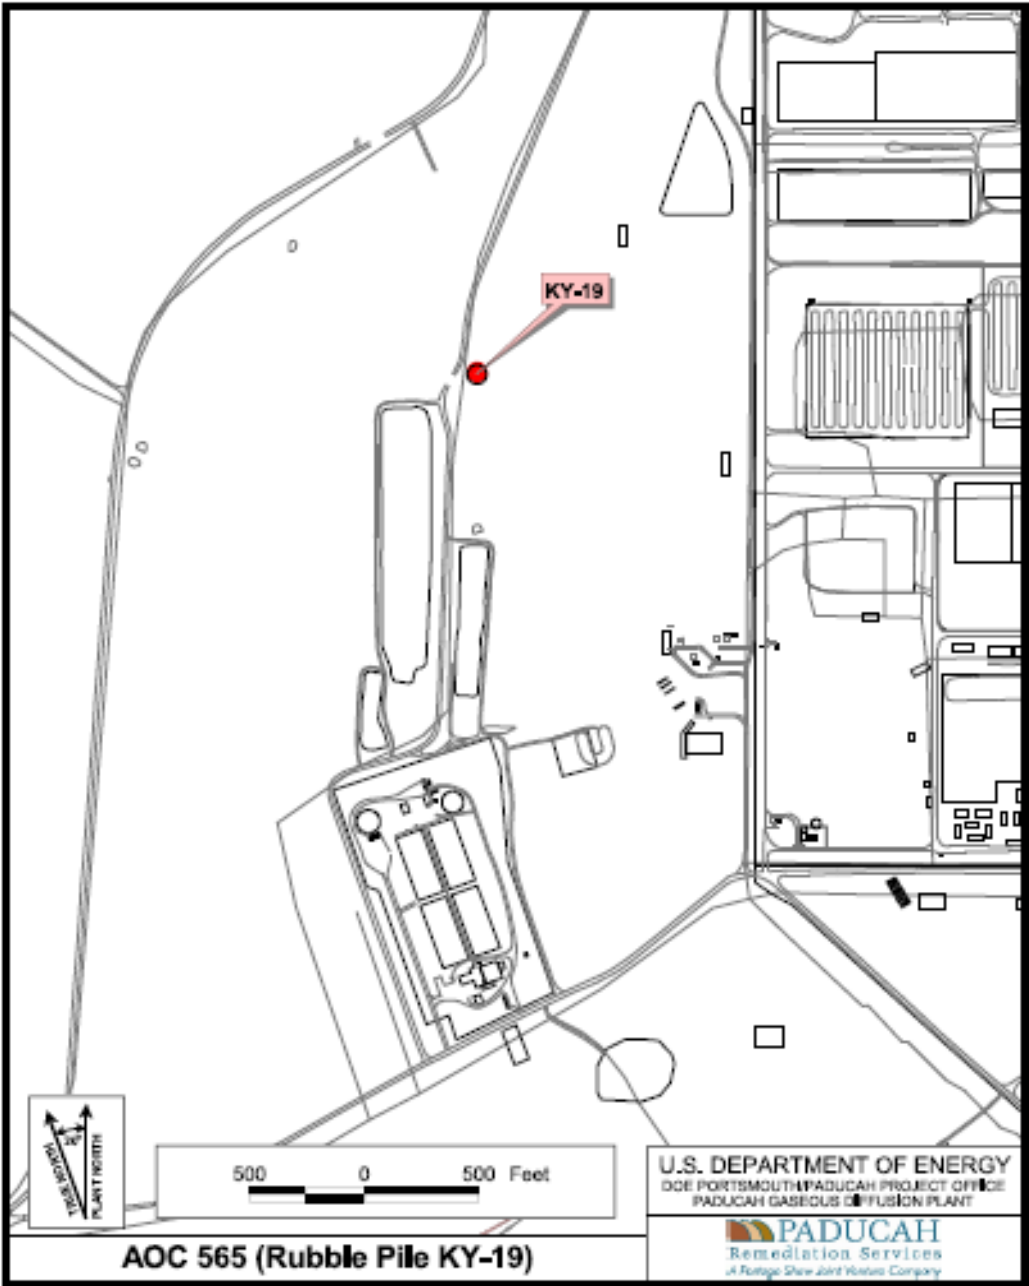 KY-19
TRUE NORTH
PLANT NORTH
500 0 500 Feet
U.S. DEPARTMENT OF ENERGY
DOE PORTSMOUTH/PADUCAH PROJECT OFFICE
PADUCAH GASEOUS DIFFUSION PLANT
AOC 565 (Rubble Pile KY-19)
PADUCAH
Remediation Services
A Portage Shaw Joint Venture Company